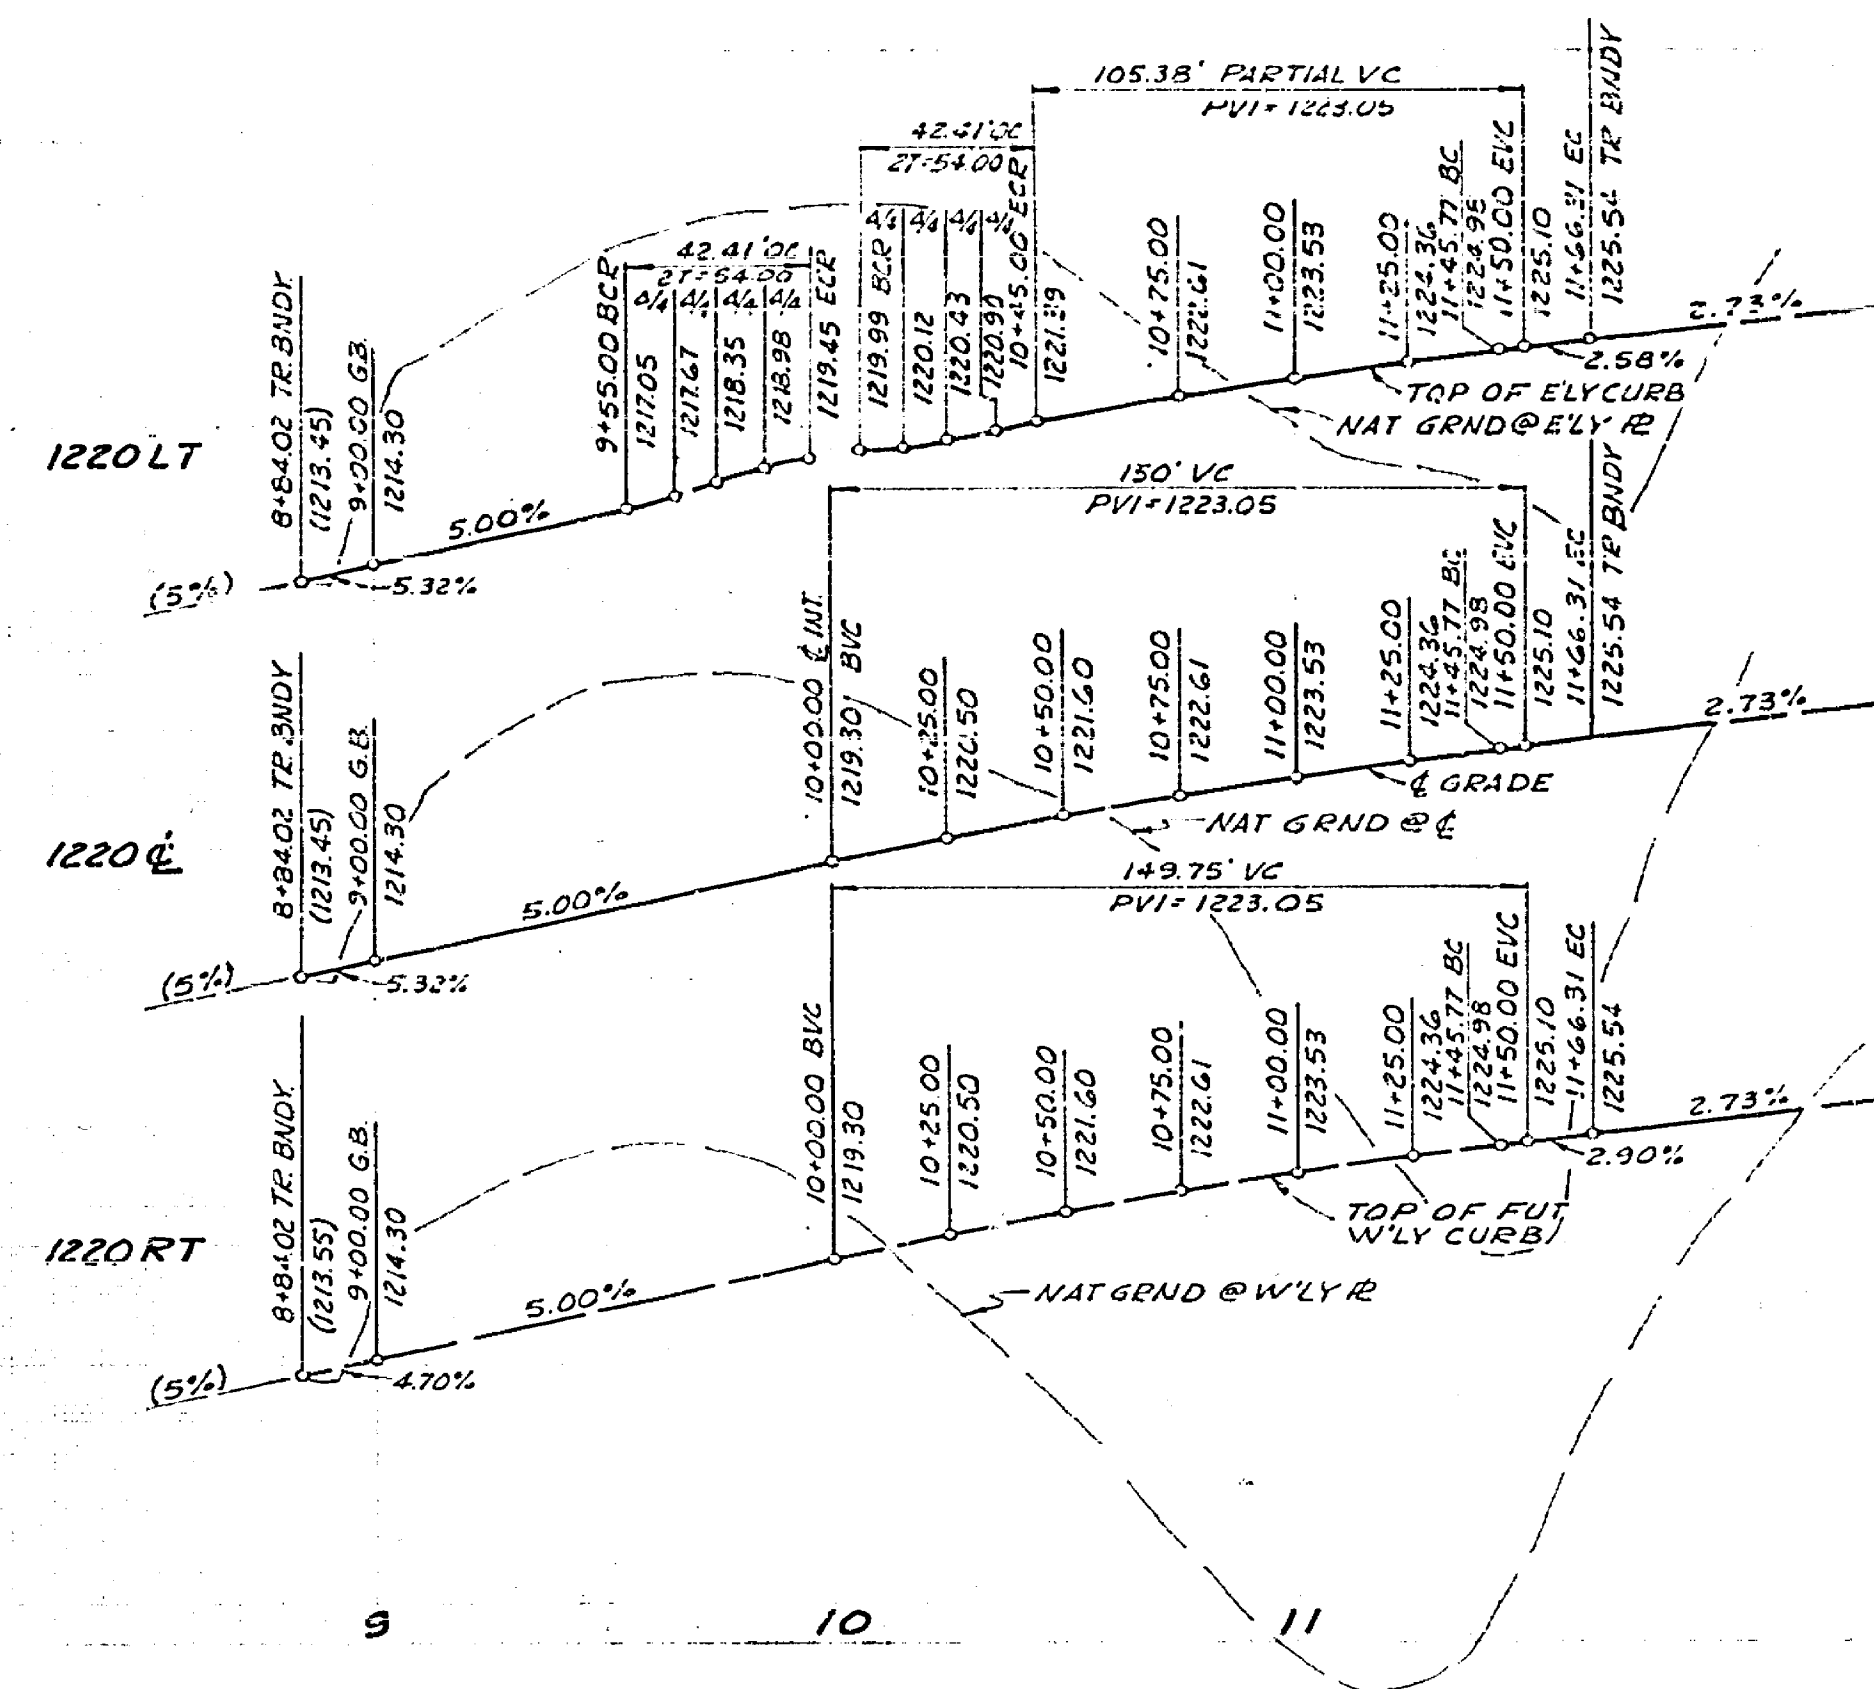 105.38' PARTIAL VC
PVI = 1223.05
42.41' OC
2T=54.00
42.41' OC
2T=54.00
Δ/4 Δ/4 Δ/4 Δ/4
Δ/4 Δ/4 Δ/4 Δ/4
1220 LT
8+84.02 TR. BNDY.
(1213.45)
9+00.00 G.B.
1214.30
9+55.00 BCR
1217.05
1217.67
1218.35
1218.98
1219.45 ECR
1219.99 BCR
1220.12
1220.43
1220.90
10+45.00 ECR
1221.39
10+75.00
1222.61
11+00.00
1223.53
11+25.00
1224.36
11+45.77 BC
1224.98
11+50.00 EVC
1225.10
11+66.31 EC
1225.54 TR BNDY
2.73%
2.58%
TOP OF E'LY CURB
NAT GRND @ E'LY ⅊
(5%)
5.32%
5.00%
150' VC
PVI = 1223.05
1220 ℄
8+84.02 TR. BNDY
(1213.45)
9+00.00 G.B.
1214.30
10+00.00 ℄ INT.
1219.30 BVC
10+25.00
1220.50
10+50.00
1221.60
10+75.00
1222.61
11+00.00
1223.53
11+25.00
1224.36
11+45.77 BC
1224.98
11+50.00 EVC
1225.10
11+66.31 EC
1225.54 TR BNDY
2.73%
℄ GRADE
NAT GRND @ ℄
(5%)
5.32%
5.00%
149.75' VC
PVI = 1223.05
1220 RT
8+84.02 TR. BNDY.
(1213.55)
9+00.00 G.B.
1214.30
10+00.00 BVC
1219.30
10+25.00
1220.50
10+50.00
1221.60
10+75.00
1222.61
11+00.00
1223.53
11+25.00
1224.36
11+45.77 BC
1224.98
11+50.00 EVC
1225.10
11+66.31 EC
1225.54
2.73%
2.90%
TOP OF FUT
W'LY CURB
NAT GRND @ W'LY ⅊
(5%)
4.70%
5.00%
9 10 11